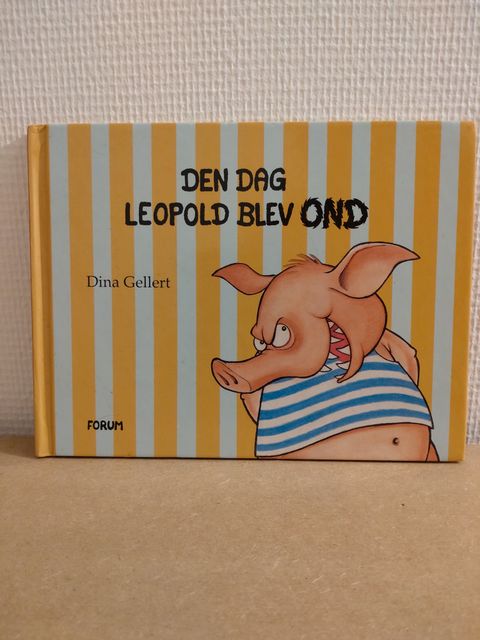 DEN DAG
LEOPOLD BLEV OND
Dina Gellert
FORUM